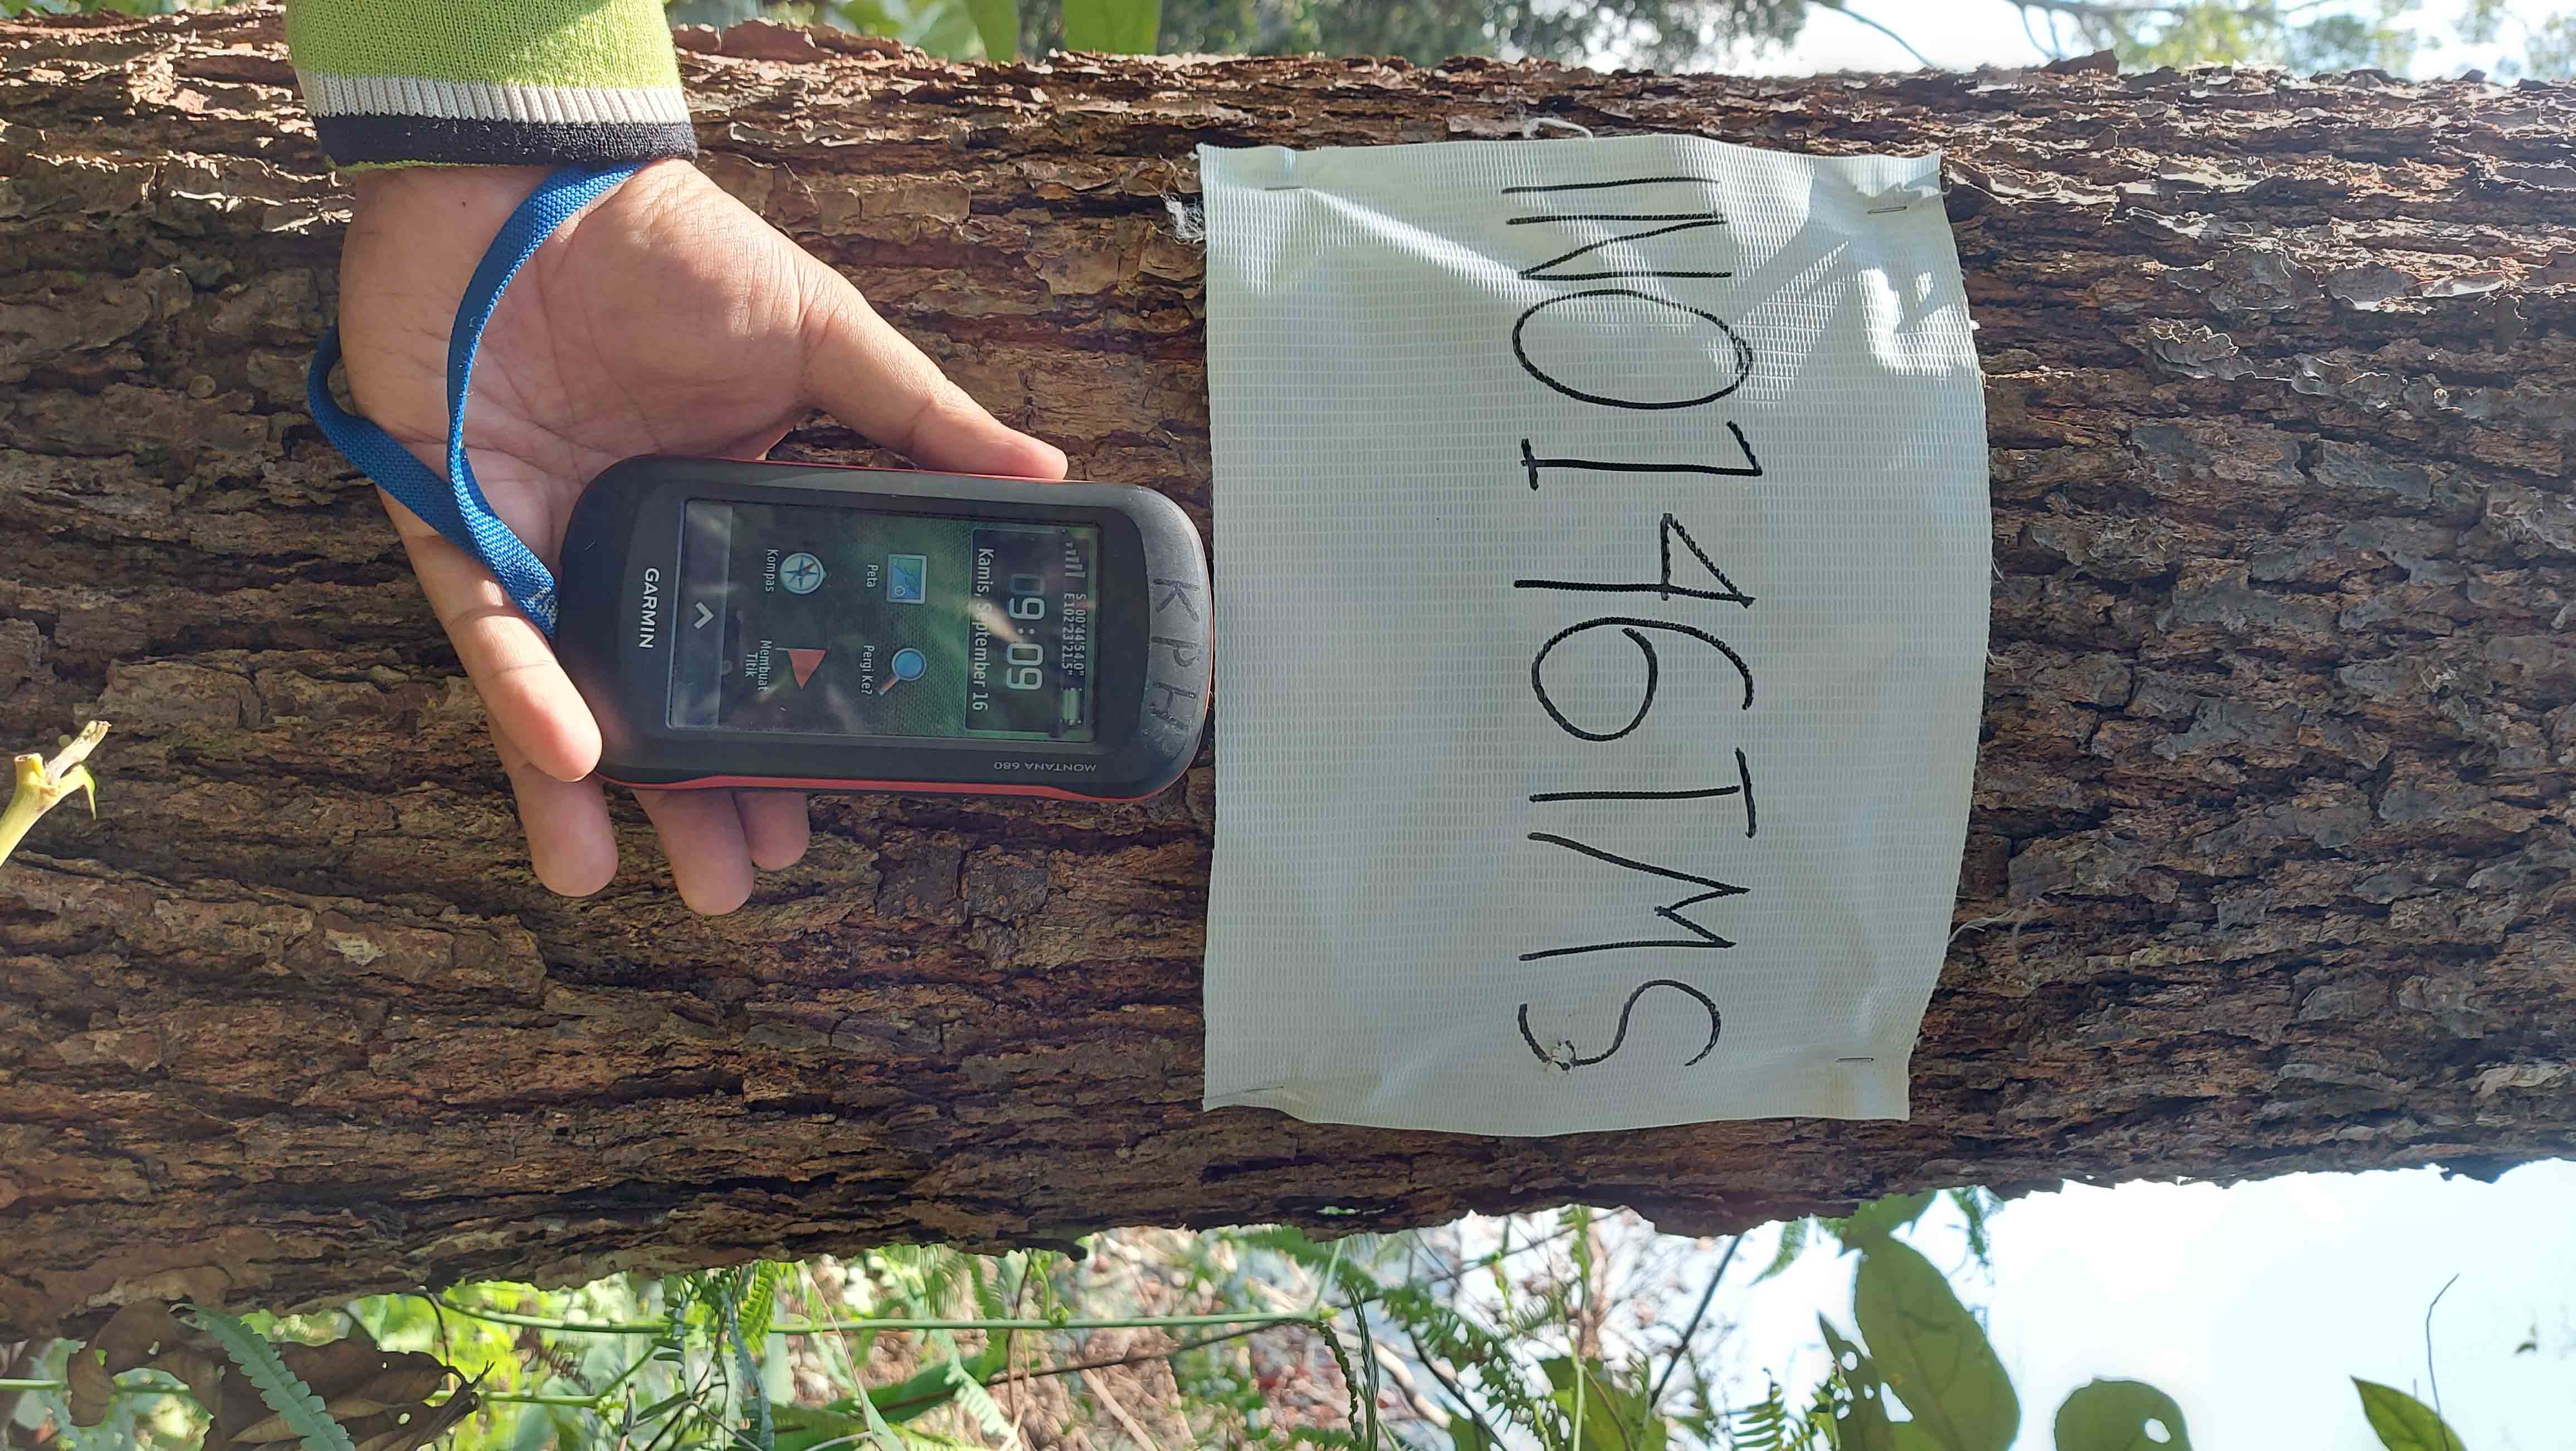 INO146TMS
KPH
MONTANA 680
S 00°44'54.0"
E102°23'21.5"
09:09
Kamis, September 16
Peta
Pergi Ke?
Kompas
Membuat
Titik
GARMIN